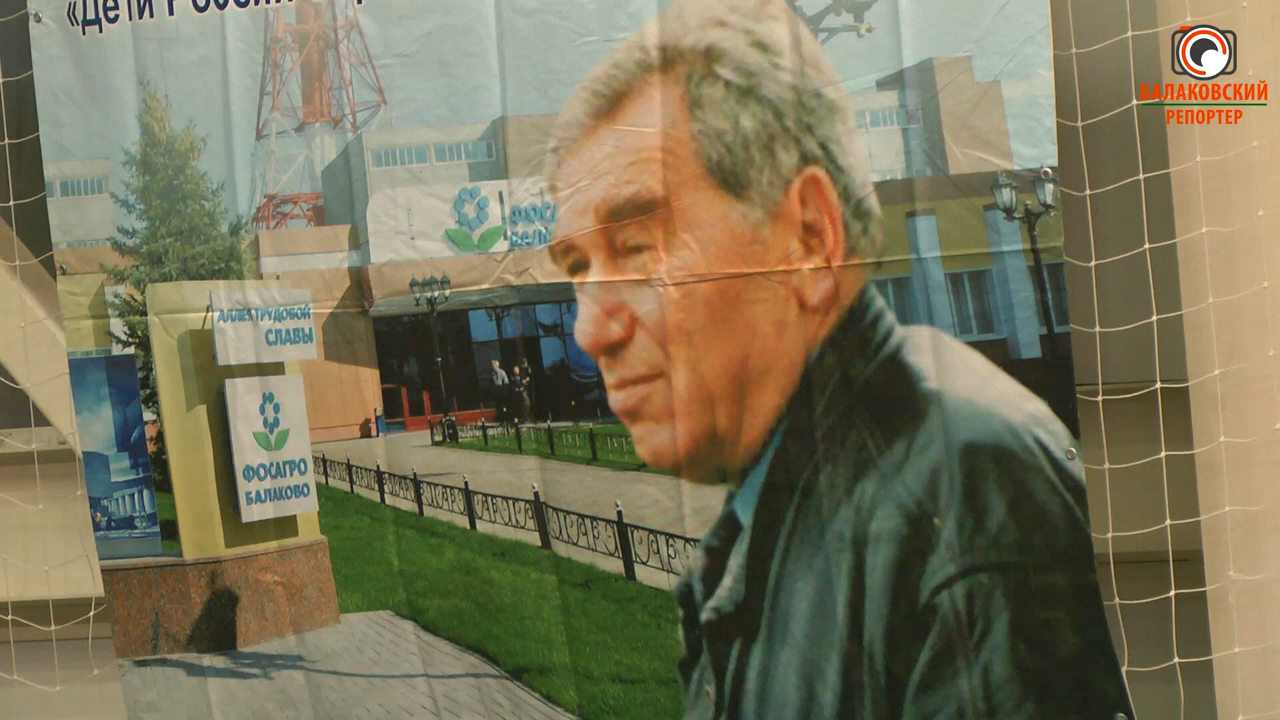 «Дети России
БАЛАКОВСКИЙ
РЕПОРТЕР
АЛЛЕЯ ТРУДОВОЙ
СЛАВЫ
ФОСАГРО
БАЛАКОВО